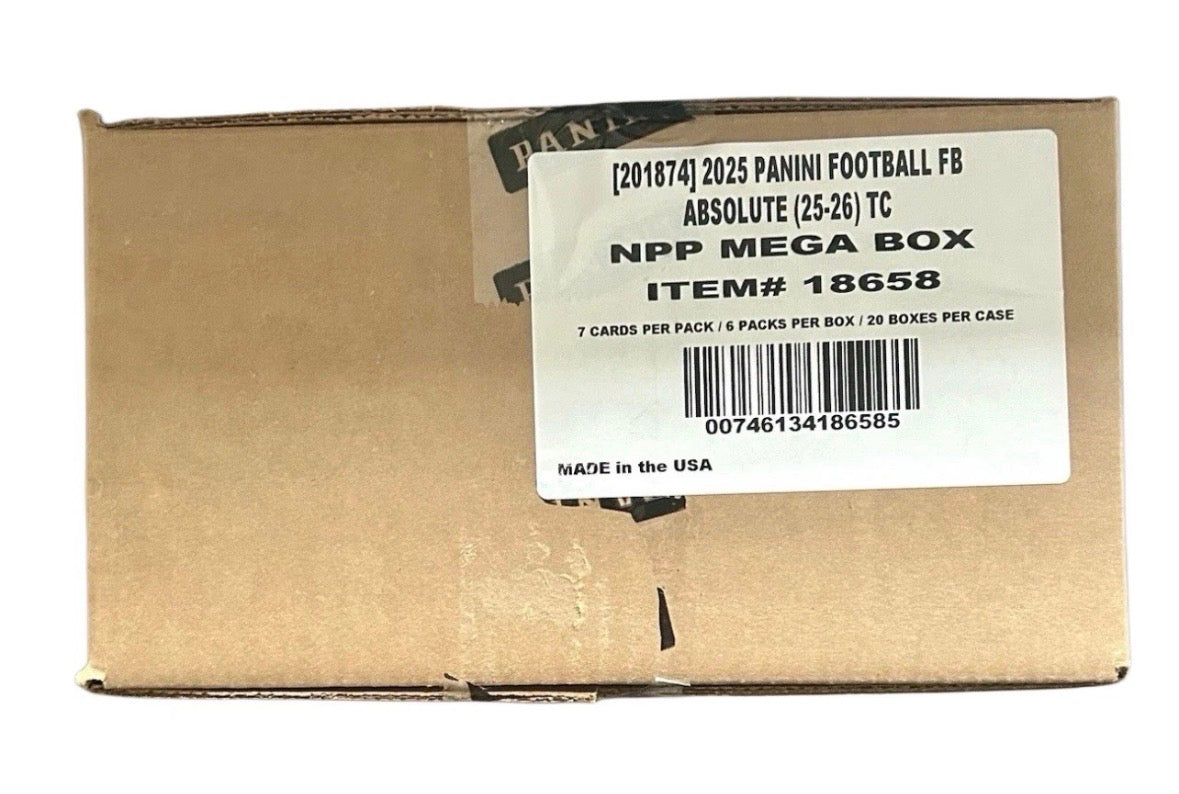 PANINI
[201874] 2025 PANINI FOOTBALL FB
ABSOLUTE (25-26) TC
NPP MEGA BOX
ITEM# 18658
7 CARDS PER PACK / 6 PACKS PER BOX / 20 BOXES PER CASE
00746134186585
MADE in the USA